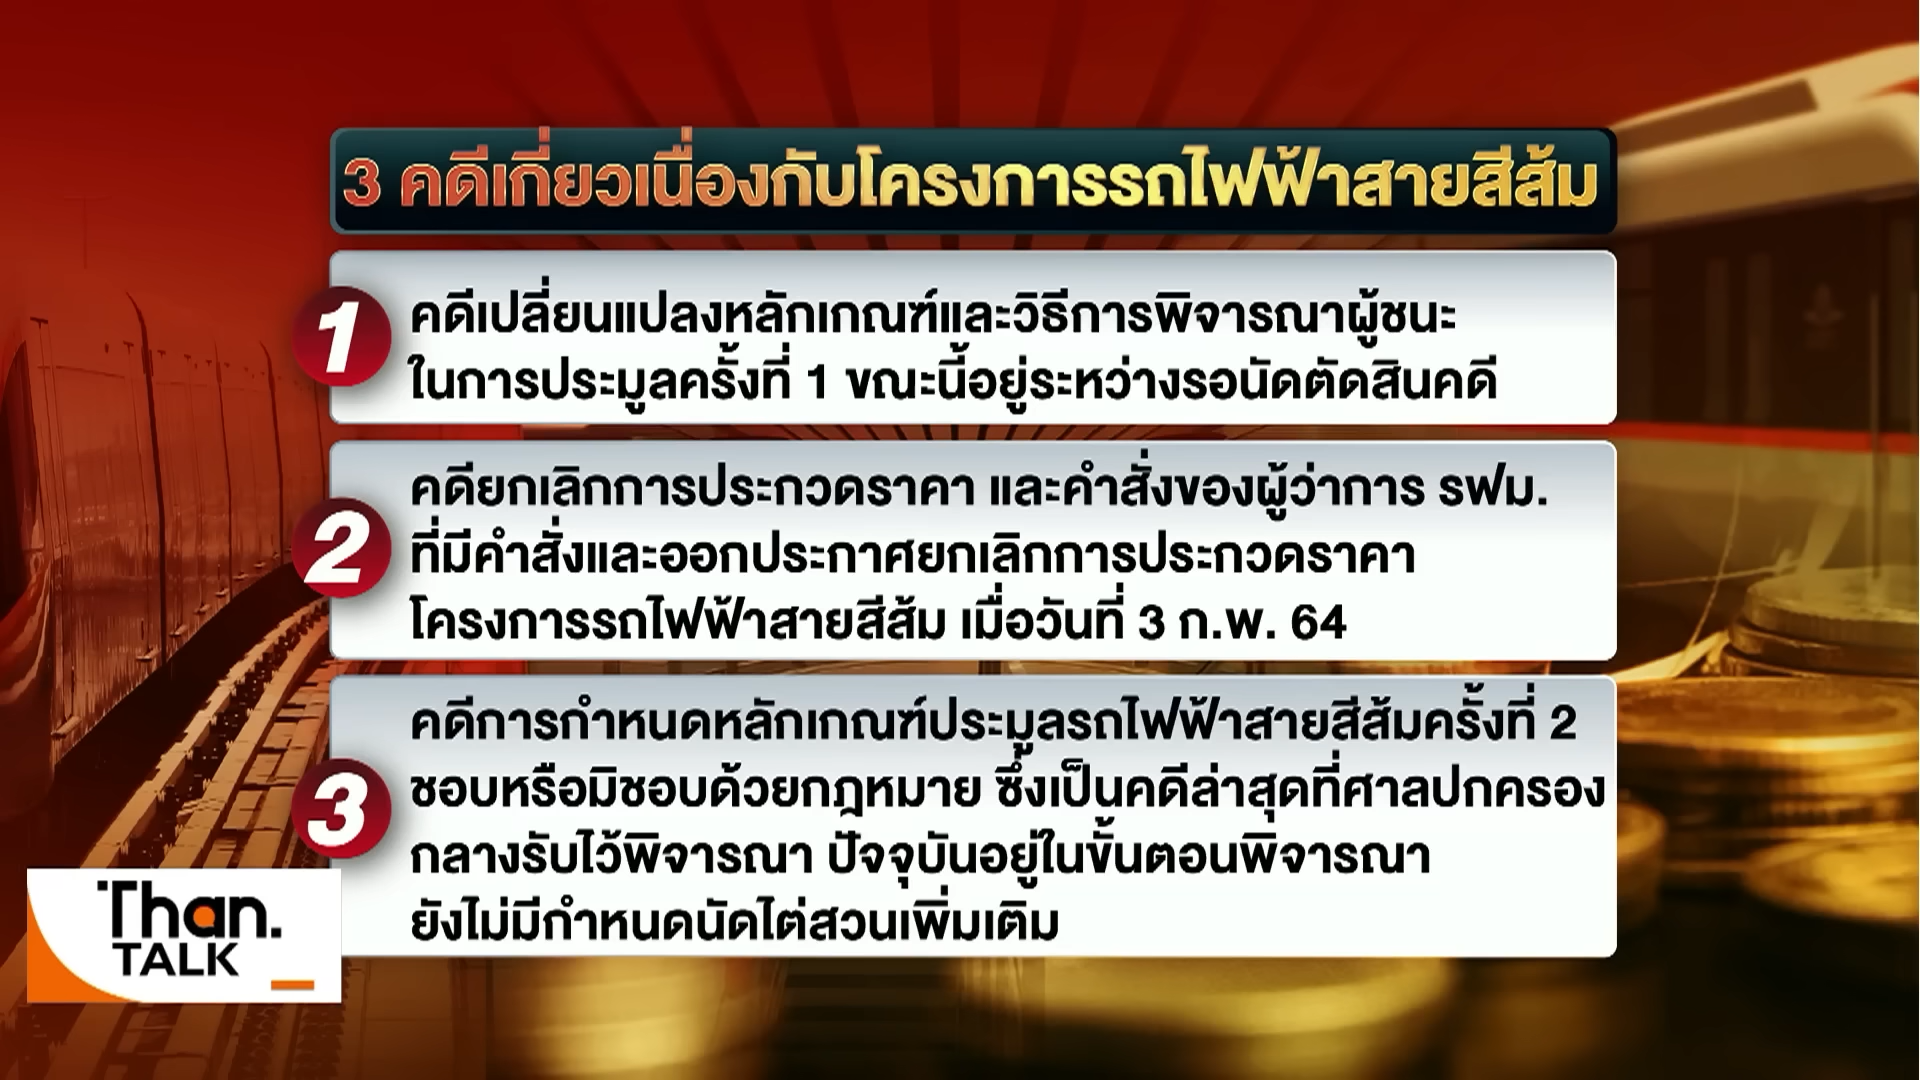 3 คดีเกี่ยวเนื่องกับโครงการรถไฟฟ้าสายสีส้ม
1
คดีเปลี่ยนแปลงหลักเกณฑ์และวิธีการพิจารณาผู้ชนะ
ในการประมูลครั้งที่ 1 ขณะนี้อยู่ระหว่างรอนัดตัดสินคดี
2
คดียกเลิกการประกวดราคา และคำสั่งของผู้ว่าการ รฟม.
ที่มีคำสั่งและออกประกาศยกเลิกการประกวดราคา
โครงการรถไฟฟ้าสายสีส้ม เมื่อวันที่ 3 ก.พ. 64
3
คดีการกำหนดหลักเกณฑ์ประมูลรถไฟฟ้าสายสีส้มครั้งที่ 2
ชอบหรือมิชอบด้วยกฎหมาย ซึ่งเป็นคดีล่าสุดที่ศาลปกครอง
กลางรับไว้พิจารณา ปัจจุบันอยู่ในขั้นตอนพิจารณา
ยังไม่มีกำหนดนัดไต่สวนเพิ่มเติม
Than.
TALK